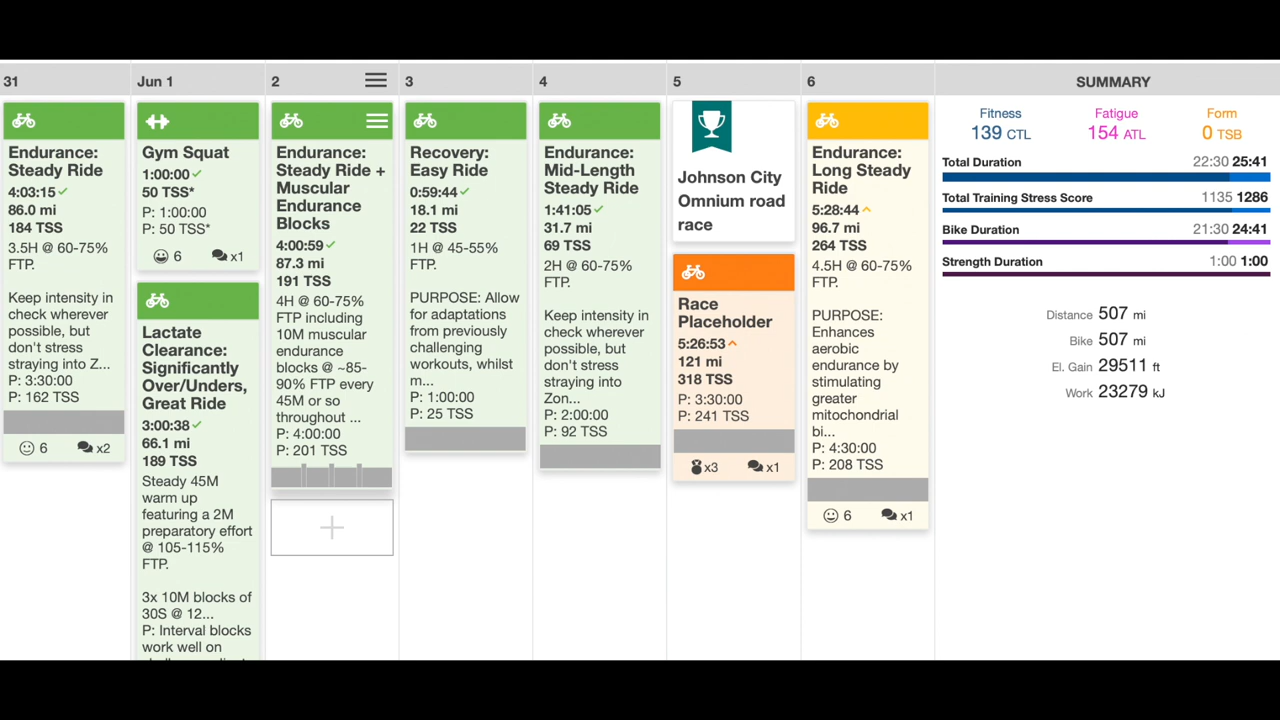 31
Endurance:
Steady Ride
4:03:15
86.0 mi
184 TSS
3.5H @ 60-75%
FTP.
Keep intensity in
check wherever
possible, but
don't stress
straying into Z...
P: 3:30:00
P: 162 TSS
6 x2
Jun 1
Gym Squat
1:00:00
50 TSS*
P: 1:00:00
P: 50 TSS*
6 x1
Lactate
Clearance:
Significantly
Over/Unders,
Great Ride
3:00:38
66.1 mi
189 TSS
Steady 45M
warm up
featuring a 2M
preparatory effort
@ 105-115%
FTP.
3x 10M blocks of
30S @ 12...
P: Interval blocks
work well on
2
Endurance:
Steady Ride +
Muscular
Endurance
Blocks
4:00:59
87.3 mi
191 TSS
4H @ 60-75%
FTP including
10M muscular
endurance
blocks @ ~85-
90% FTP every
45M or so
throughout ...
P: 4:00:00
P: 201 TSS
3
Recovery:
Easy Ride
0:59:44
18.1 mi
22 TSS
1H @ 45-55%
FTP.
PURPOSE: Allow
for adaptations
from previously
challenging
workouts, whilst
m...
P: 1:00:00
P: 25 TSS
4
Endurance:
Mid-Length
Steady Ride
1:41:05
31.7 mi
69 TSS
2H @ 60-75%
FTP.
Keep intensity in
check wherever
possible, but
don't stress
straying into
Zon...
P: 2:00:00
P: 92 TSS
5
Johnson City
Omnium road
race
Race
Placeholder
5:26:53
121 mi
318 TSS
P: 3:30:00
P: 241 TSS
x3 x1
6
Endurance:
Long Steady
Ride
5:28:44
96.7 mi
264 TSS
4.5H @ 60-75%
FTP.
PURPOSE:
Enhances
aerobic
endurance by
stimulating
greater
mitochondrial
bi...
P: 4:30:00
P: 208 TSS
6 x1
SUMMARY
Fitness Fatigue Form
139 CTL 154 ATL 0 TSB
Total Duration 22:30 25:41
Total Training Stress Score 1135 1286
Bike Duration 21:30 24:41
Strength Duration 1:00 1:00
Distance 507 mi
Bike 507 mi
El. Gain 29511 ft
Work 23279 kJ